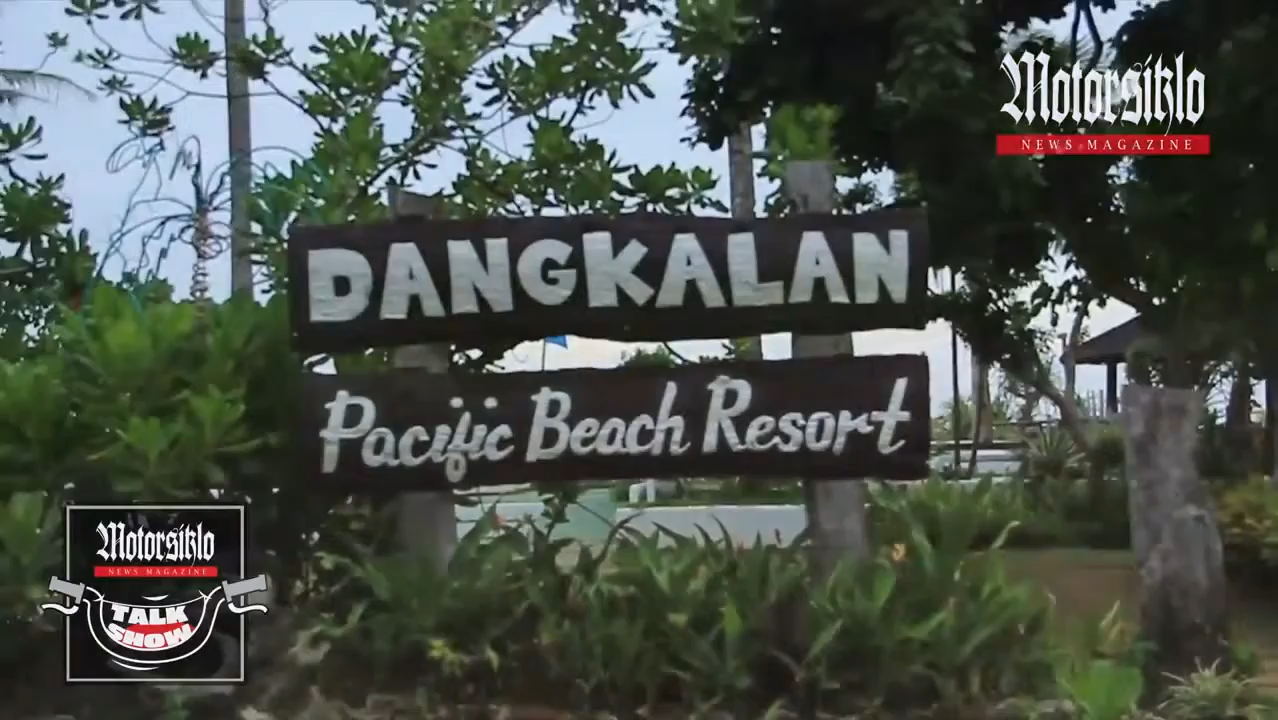 Motorsiklo
NEWS MAGAZINE
DANGKALAN
Pacific Beach Resort
Motorsiklo
NEWS MAGAZINE
TALK
SHOW